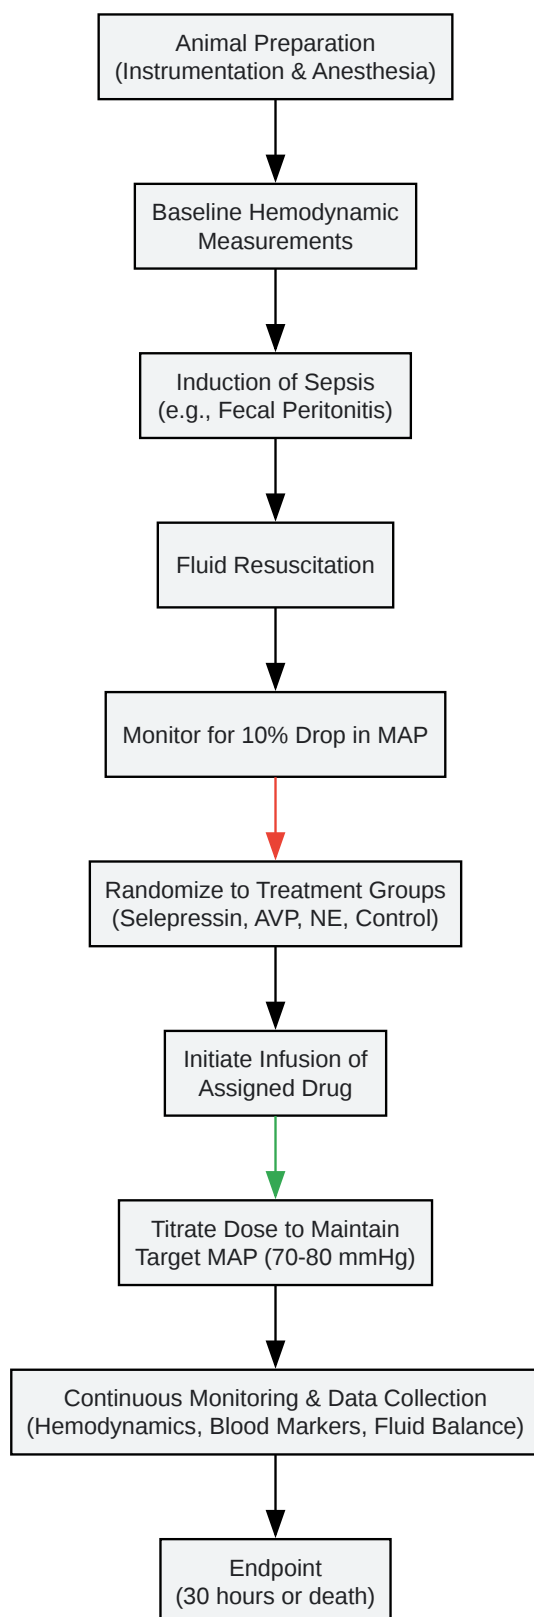 Animal Preparation
(Instrumentation & Anesthesia)
Baseline Hemodynamic
Measurements
Induction of Sepsis
(e.g., Fecal Peritonitis)
Fluid Resuscitation
Monitor for 10% Drop in MAP
Randomize to Treatment Groups
(Selepressin, AVP, NE, Control)
Initiate Infusion of
Assigned Drug
Titrate Dose to Maintain
Target MAP (70-80 mmHg)
Continuous Monitoring & Data Collection
(Hemodynamics, Blood Markers, Fluid Balance)
Endpoint
(30 hours or death)